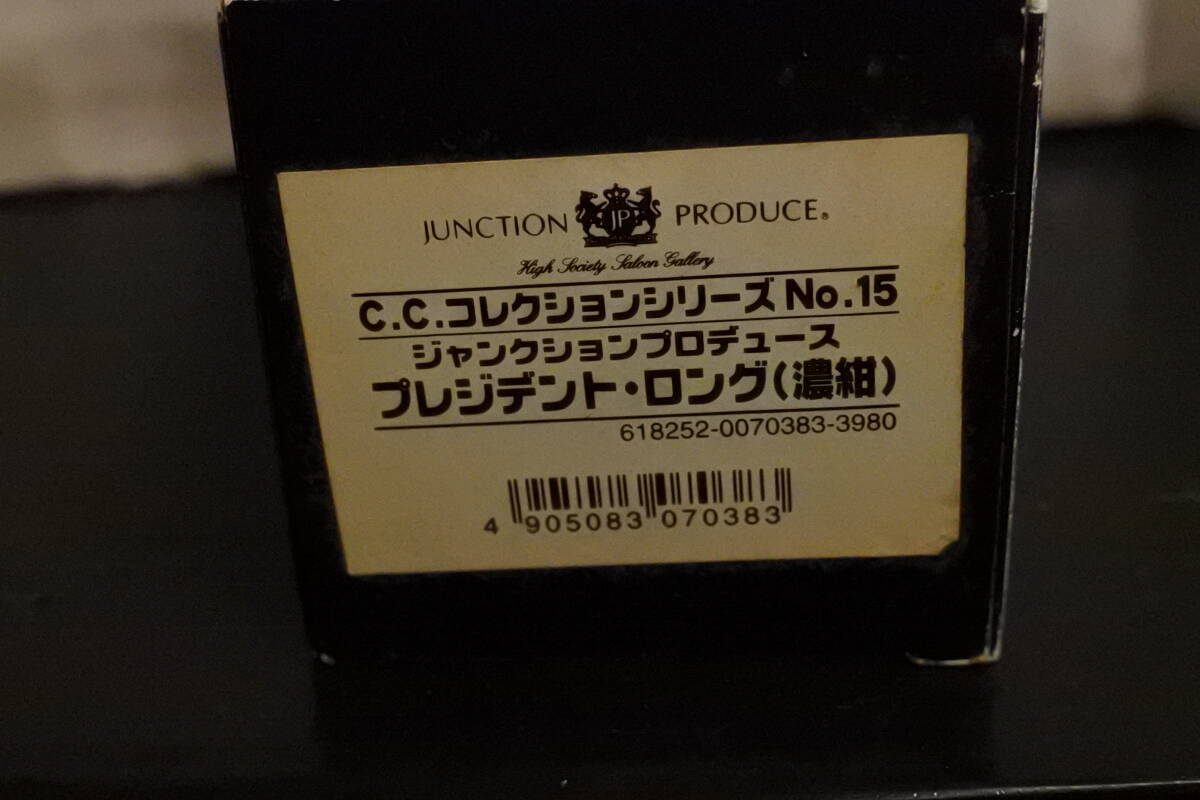 JUNCTION JP PRODUCE®
High Society Saloon Gallery
C.C.コレクションシリーズNo.15
ジャンクションプロデュース
プレジデント・ロング(濃紺)
618252-0070383-3980
4 905083 070383